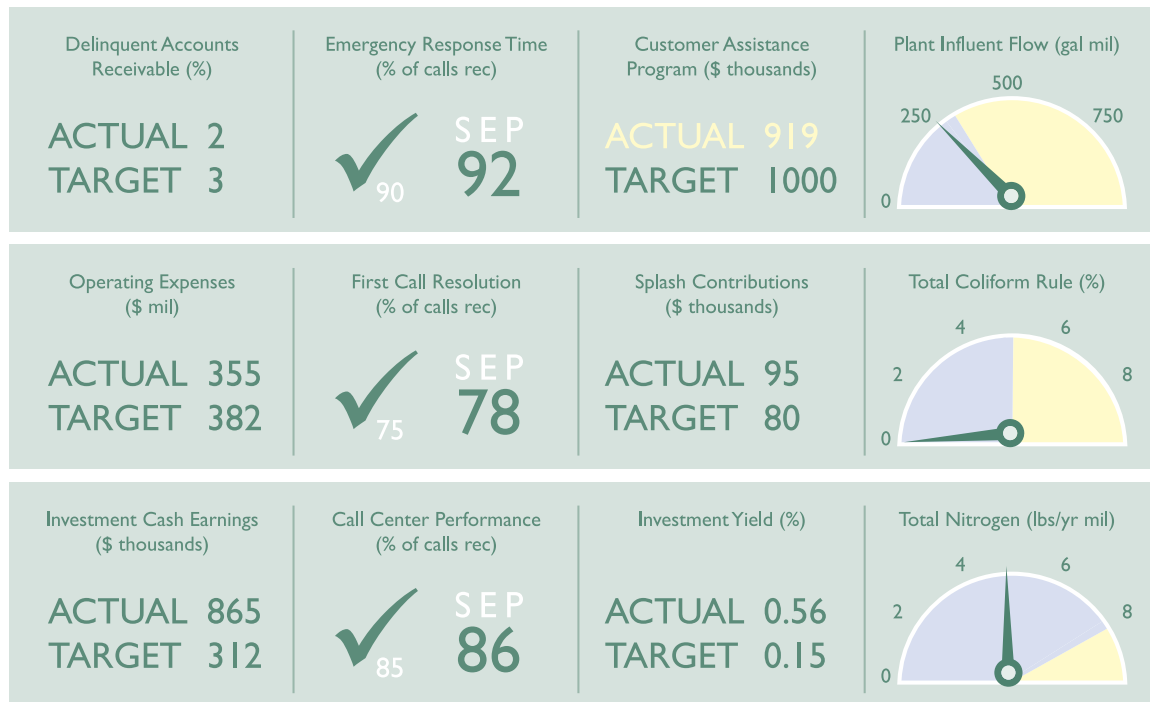 Delinquent Accounts
Receivable (%)
ACTUAL 2
TARGET 3
Emergency Response Time
(% of calls rec)
90
SEP
92
Customer Assistance
Program ($ thousands)
ACTUAL 919
TARGET 1000
Plant Influent Flow (gal mil)
0
250
500
750
Operating Expenses
($ mil)
ACTUAL 355
TARGET 382
First Call Resolution
(% of calls rec)
75
SEP
78
Splash Contributions
($ thousands)
ACTUAL 95
TARGET 80
Total Coliform Rule (%)
0
2
4
6
8
Investment Cash Earnings
($ thousands)
ACTUAL 865
TARGET 312
Call Center Performance
(% of calls rec)
85
SEP
86
Investment Yield (%)
ACTUAL 0.56
TARGET 0.15
Total Nitrogen (lbs/yr mil)
0
2
4
6
8